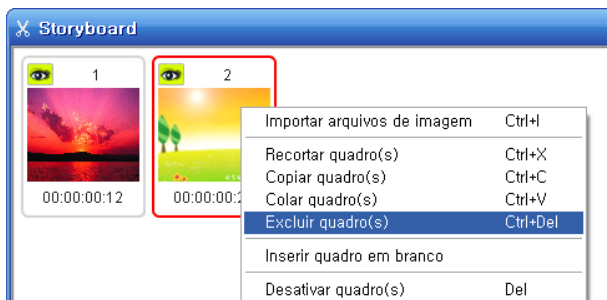 Storyboard
1
2
00:00:00:12
00:00:00:
Importar arquivos de imagem Ctrl+I
Recortar quadro(s) Ctrl+X
Copiar quadro(s) Ctrl+C
Colar quadro(s) Ctrl+V
Excluir quadro(s) Ctrl+Del
Inserir quadro em branco
Desativar quadro(s) Del